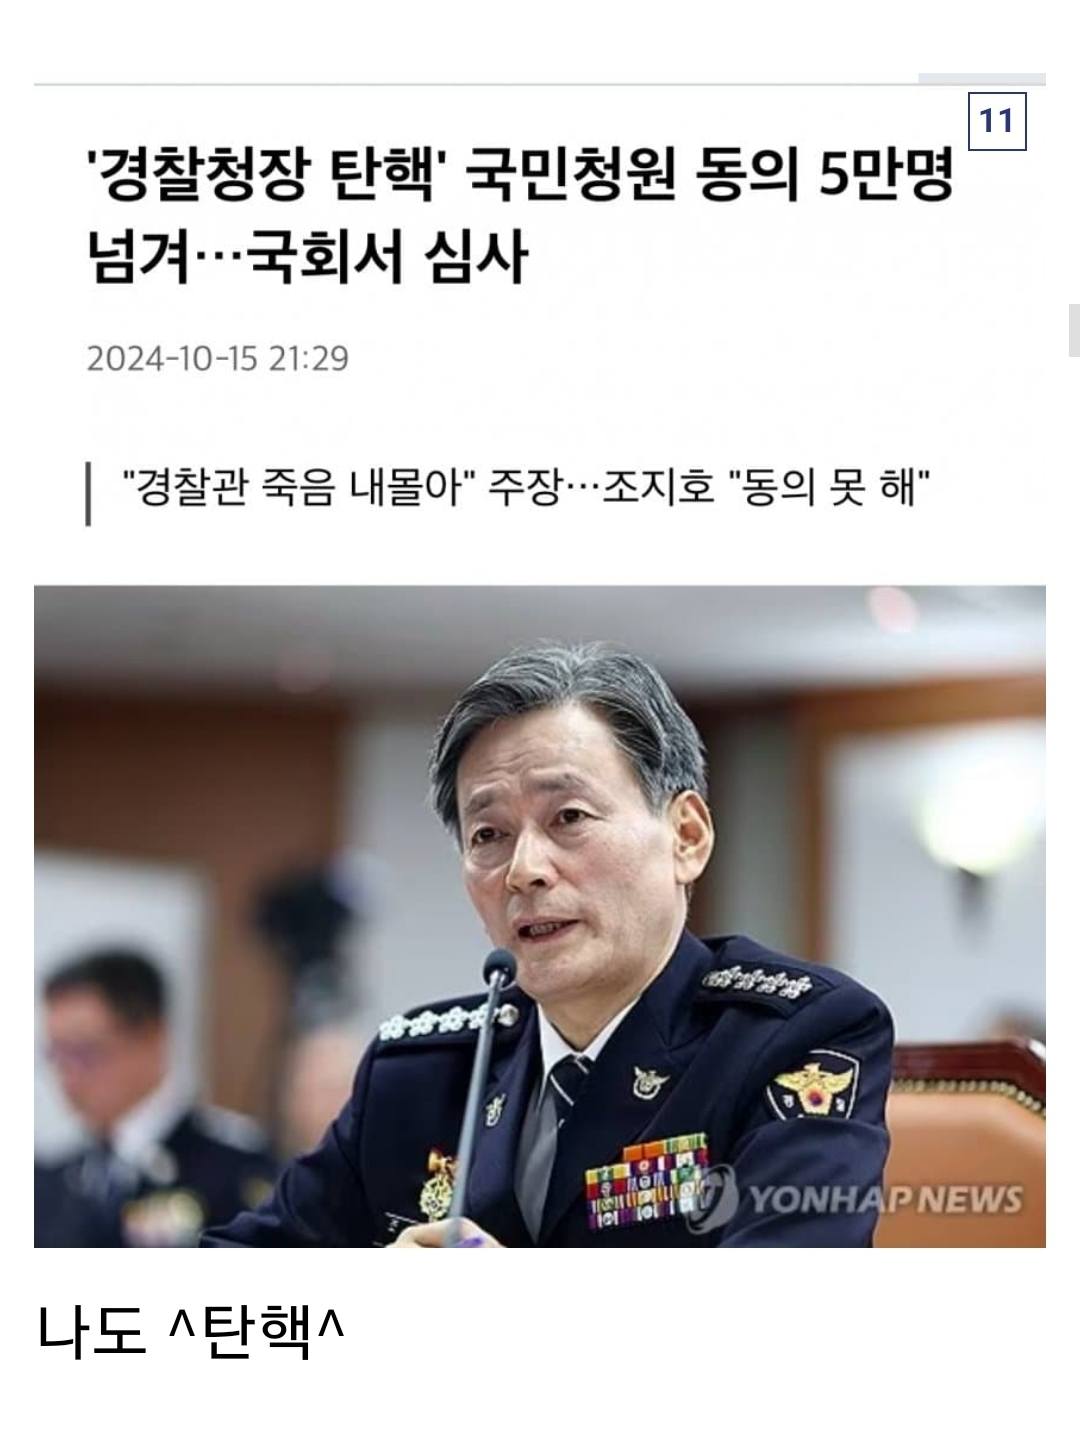 11
'경찰청장 탄핵' 국민청원 동의 5만명
넘겨…국회서 심사
2024-10-15 21:29
"경찰관 죽음 내몰아" 주장…조지호 "동의 못 해"
경 찰
YONHAP NEWS
나도 ^탄핵^